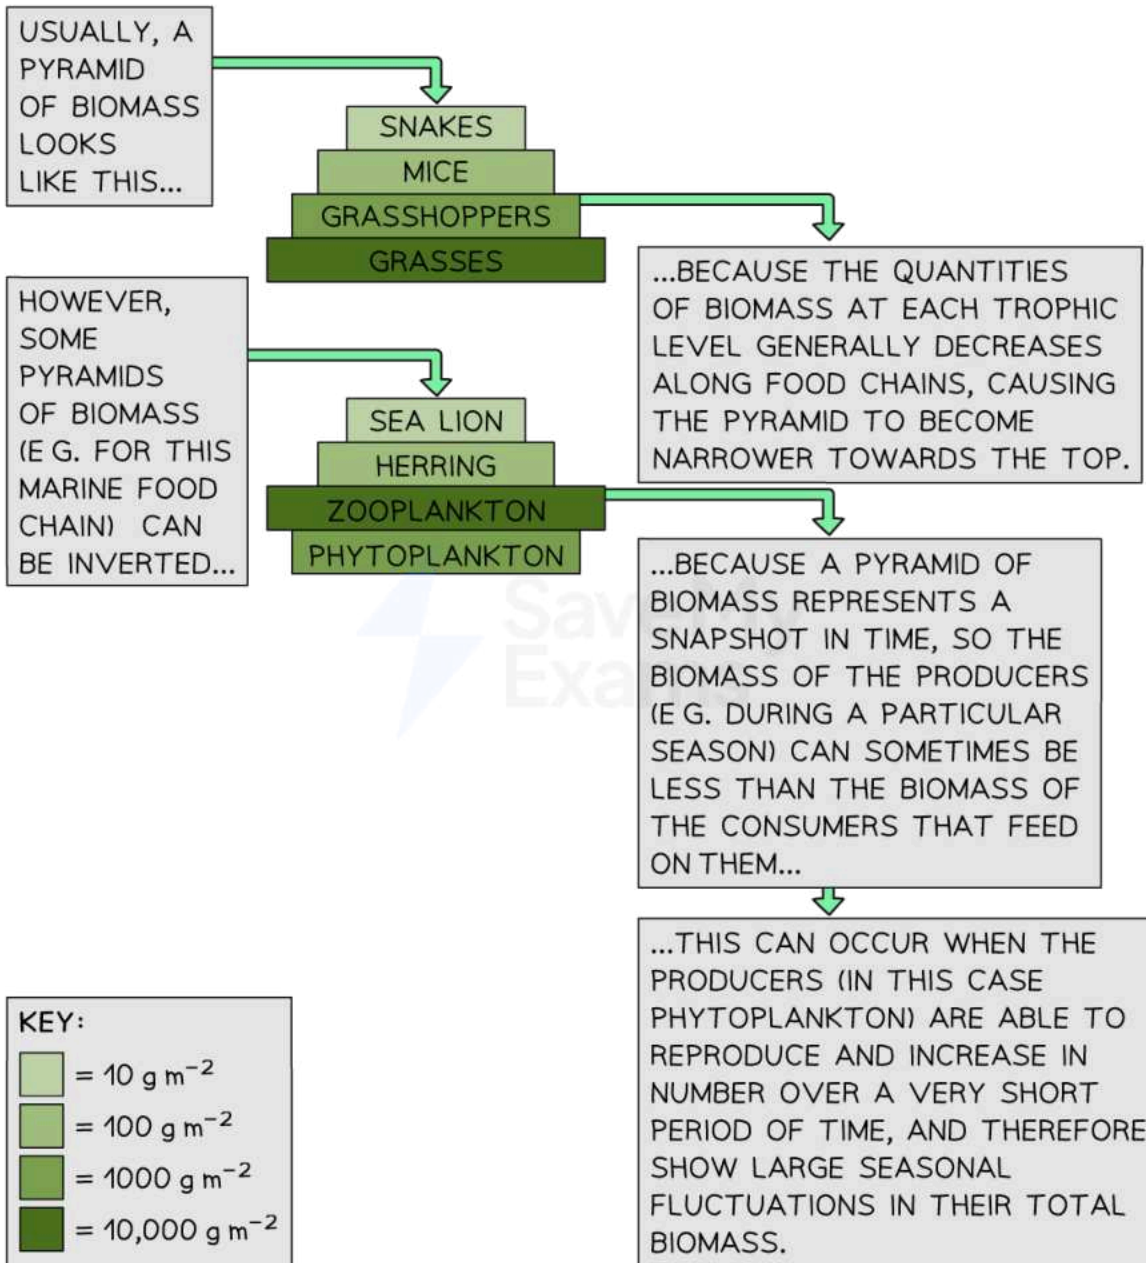 USUALLY, A
PYRAMID
OF BIOMASS
LOOKS
LIKE THIS...
SNAKES
MICE
GRASSHOPPERS
GRASSES
...BECAUSE THE QUANTITIES
OF BIOMASS AT EACH TROPHIC
LEVEL GENERALLY DECREASES
ALONG FOOD CHAINS, CAUSING
THE PYRAMID TO BECOME
NARROWER TOWARDS THE TOP.
HOWEVER,
SOME
PYRAMIDS
OF BIOMASS
(E G. FOR THIS
MARINE FOOD
CHAIN) CAN
BE INVERTED...
SEA LION
HERRING
ZOOPLANKTON
PHYTOPLANKTON
...BECAUSE A PYRAMID OF
BIOMASS REPRESENTS A
SNAPSHOT IN TIME, SO THE
BIOMASS OF THE PRODUCERS
(E G. DURING A PARTICULAR
SEASON) CAN SOMETIMES BE
LESS THAN THE BIOMASS OF
THE CONSUMERS THAT FEED
ON THEM...
...THIS CAN OCCUR WHEN THE
PRODUCERS (IN THIS CASE
PHYTOPLANKTON) ARE ABLE TO
REPRODUCE AND INCREASE IN
NUMBER OVER A VERY SHORT
PERIOD OF TIME, AND THEREFORE
SHOW LARGE SEASONAL
FLUCTUATIONS IN THEIR TOTAL
BIOMASS.
Save My
Exams
KEY:
= 10 g m⁻²
= 100 g m⁻²
= 1000 g m⁻²
= 10,000 g m⁻²